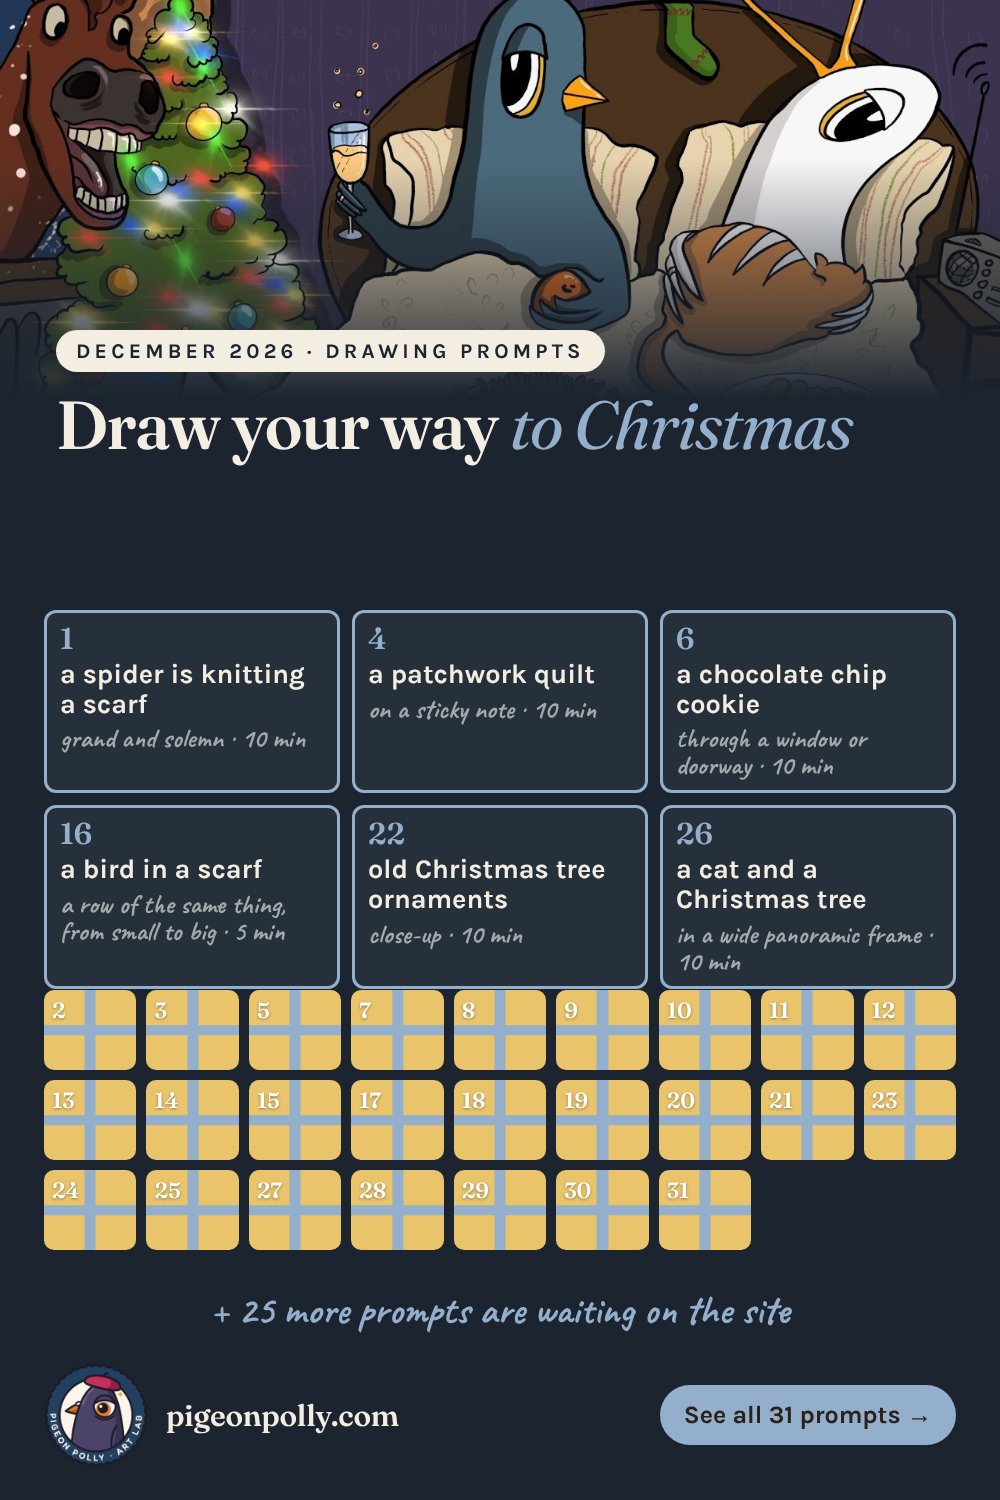 DECEMBER 2026 · DRAWING PROMPTS
Draw your way to Christmas
1
a spider is knitting
a scarf
grand and solemn · 10 min
4
a patchwork quilt
on a sticky note · 10 min
6
a chocolate chip
cookie
through a window or
doorway · 10 min
16
a bird in a scarf
a row of the same thing,
from small to big · 5 min
22
old Christmas tree
ornaments
close-up · 10 min
26
a cat and a
Christmas tree
in a wide panoramic frame ·
10 min
2 3 5 7 8 9 10 11 12
13 14 15 17 18 19 20 21 23
24 25 27 28 29 30 31
+ 25 more prompts are waiting on the site
PIGEON POLLY · ART LAB
pigeonpolly.com
See all 31 prompts →